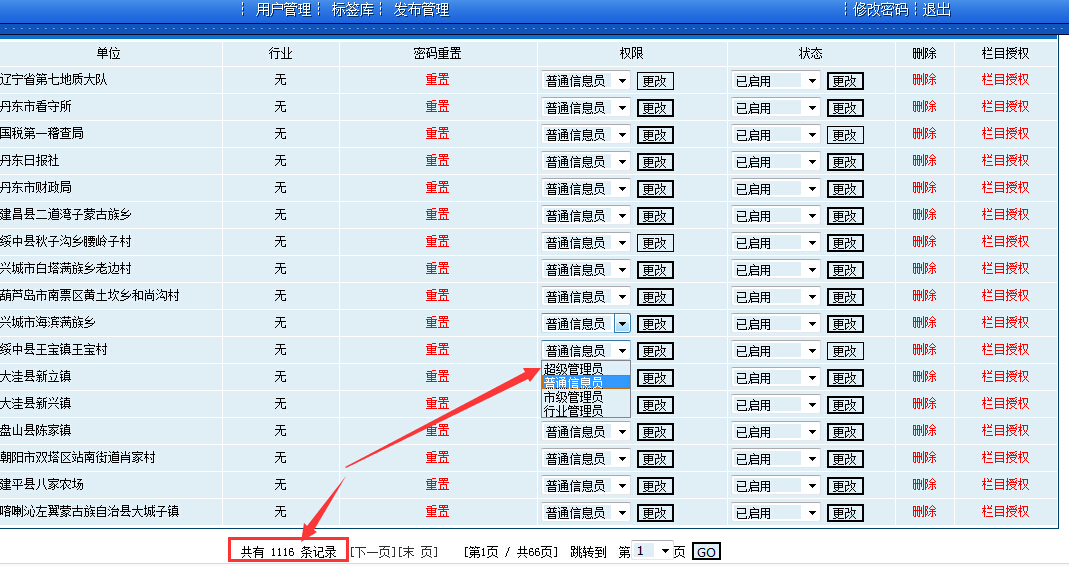 ┆ 用户管理┆ 标签库┆ 发布管理 ┆修改密码┆退出
单位 行业 密码重置 权限 状态 删除 栏目授权
辽宁省第七地质大队 无 重置 普通信息员 更改 已启用 更改 删除 栏目授权
丹东市看守所 无 重置 普通信息员 更改 已启用 更改 删除 栏目授权
国税第一稽查局 无 重置 普通信息员 更改 已启用 更改 删除 栏目授权
丹东日报社 无 重置 普通信息员 更改 已启用 更改 删除 栏目授权
丹东市财政局 无 重置 普通信息员 更改 已启用 更改 删除 栏目授权
建昌县二道湾子蒙古族乡 无 重置 普通信息员 更改 已启用 更改 删除 栏目授权
绥中县秋子沟乡腰岭子村 无 重置 普通信息员 更改 已启用 更改 删除 栏目授权
兴城市白塔满族乡老边村 无 重置 普通信息员 更改 已启用 更改 删除 栏目授权
葫芦岛市南票区黄土坎乡和尚沟村 无 重置 普通信息员 更改 已启用 更改 删除 栏目授权
兴城市海滨满族乡 无 重置 普通信息员 更改 已启用 更改 删除 栏目授权
绥中县王宝镇王宝村 无 重置 普通信息员 更改 已启用 更改 删除 栏目授权
超级管理员
大洼县新立镇 无 重置 普通信息员 更改 已启用 更改 删除 栏目授权
市级管理员
大洼县新兴镇 无 重置 行业管理员 更改 已启用 更改 删除 栏目授权
盘山县陈家镇 无 重置 普通信息员 更改 已启用 更改 删除 栏目授权
朝阳市双塔区站南街道肖家村 无 重置 普通信息员 更改 已启用 更改 删除 栏目授权
建平县八家农场 无 重置 普通信息员 更改 已启用 更改 删除 栏目授权
喀喇沁左翼蒙古族自治县大城子镇 无 重置 普通信息员 更改 已启用 更改 删除 栏目授权
共有 1116 条记录 [下一页][末 页] [第1页 / 共66页] 跳转到 第 1 页 GO